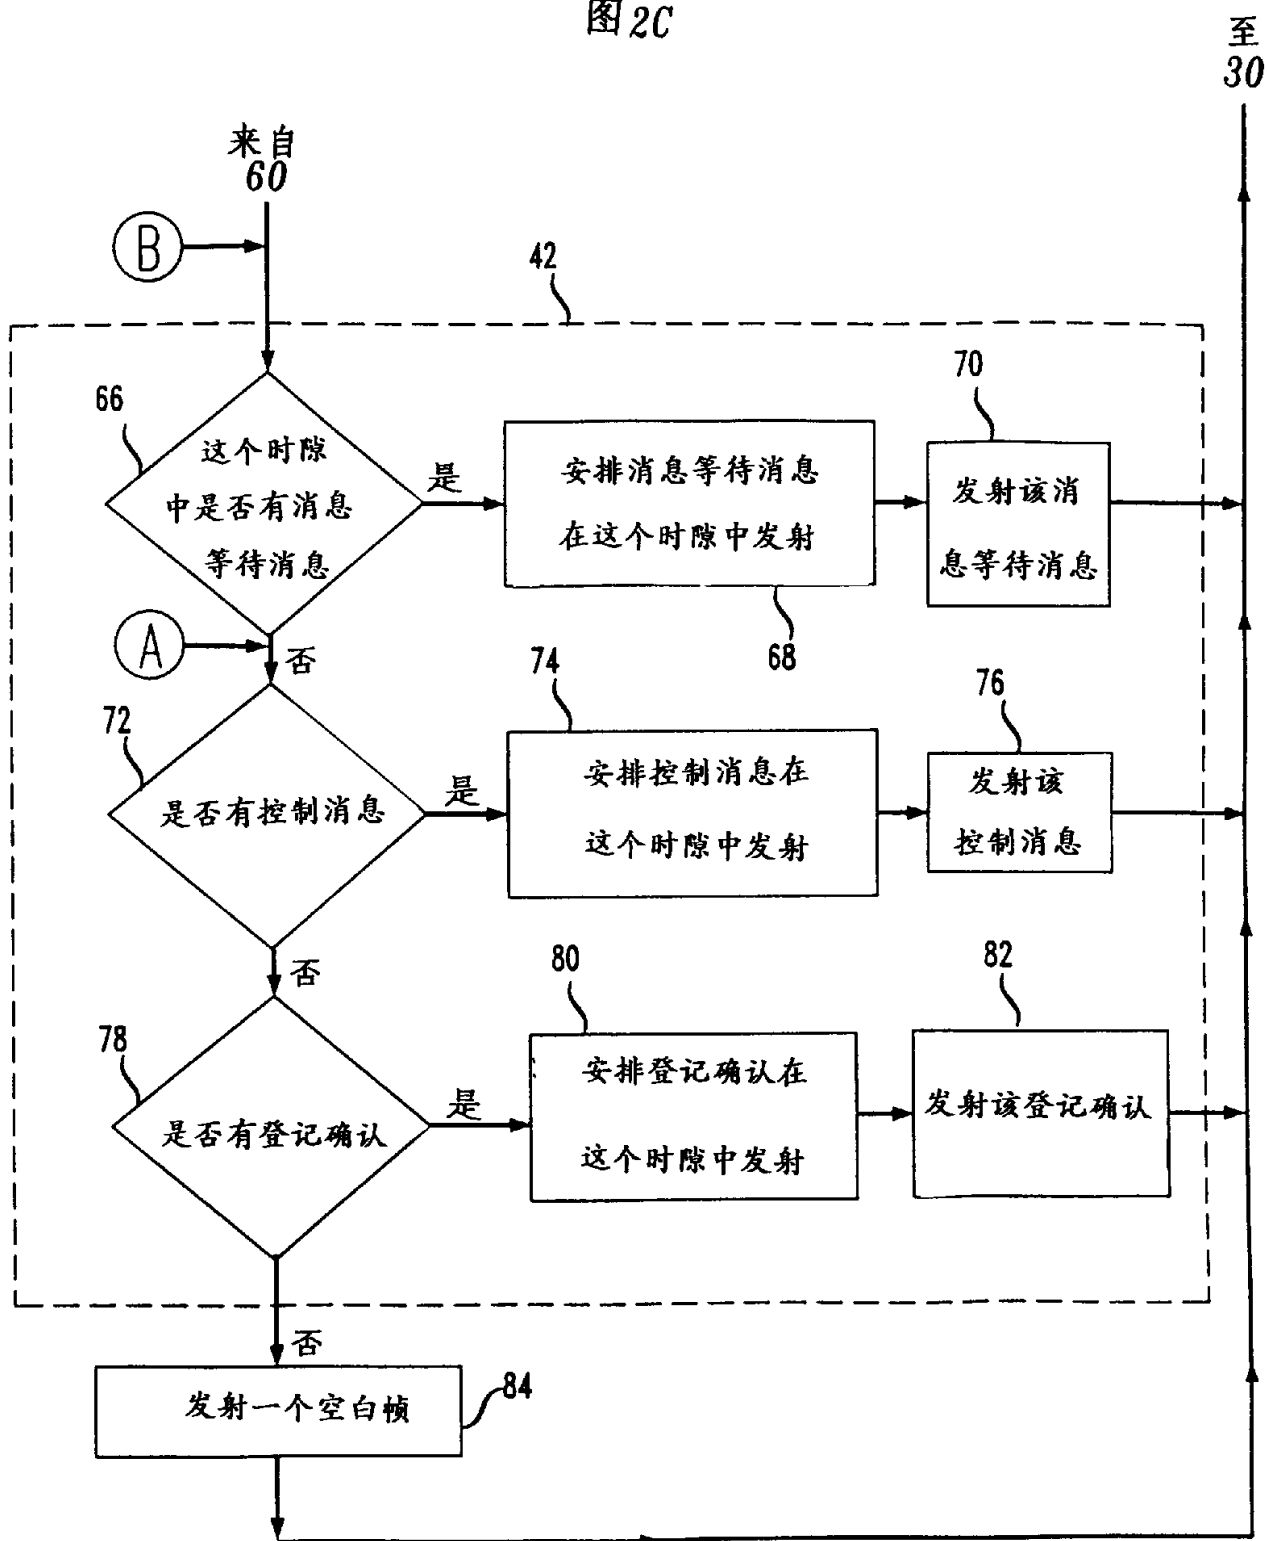 图2C
至
30
来自
60
B
42
66
这个时隙
中是否有消息
等待消息
是
安排消息等待消息
在这个时隙中发射
68
70
发射该消
息等待消息
A
否
72
是否有控制消息
是
74
安排控制消息在
这个时隙中发射
76
发射该
控制消息
否
78
是否有登记确认
是
80
安排登记确认在
这个时隙中发射
82
发射该登记确认
否
发射一个空白帧
84